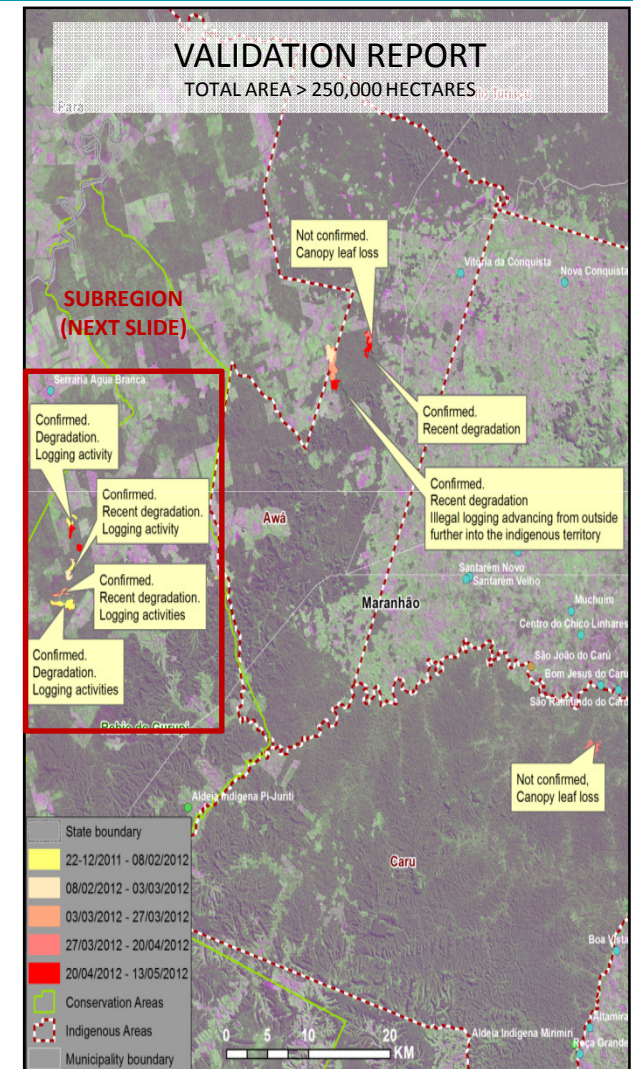 VALIDATION REPORT
TOTAL AREA > 250,000 HECTARES
Pará
Not confirmed.
Canopy leaf loss
Vitória da Conquista
Nova Conquista
SUBREGION
(NEXT SLIDE)
Serraria Agua Branca
Confirmed.
Degradation.
Logging activity
Confirmed.
Recent degradation
Confirmed.
Recent degradation.
Logging activity
Confirmed.
Recent degradation
Illegal logging advancing from outside
further into the indigenous territory
Awá
Santarém Novo
Santarém Velho
Confirmed.
Recent degradation.
Logging activities
Maranhão
Muchuim
Centro do Chico Linhares
Confirmed.
Degradation.
Logging activities
São João do Carú
Bom Jesus do Caru
São Raimundo do Card
Not confirmed,
Canopy leaf loss
Aldeia Indígena Pi-Juriti
Caru
State boundary
22-12/2011 - 08/02/2012
08/02/2012 - 03/03/2012
03/03/2012 - 27/03/2012
27/03/2012 - 20/04/2012
20/04/2012 - 13/05/2012
Conservation Areas
Indigenous Areas
Municipality boundary
Boa Vista
Altamira
Aldeia Indígena Mirimiri
Roça Grande
0 5 10 20
KM